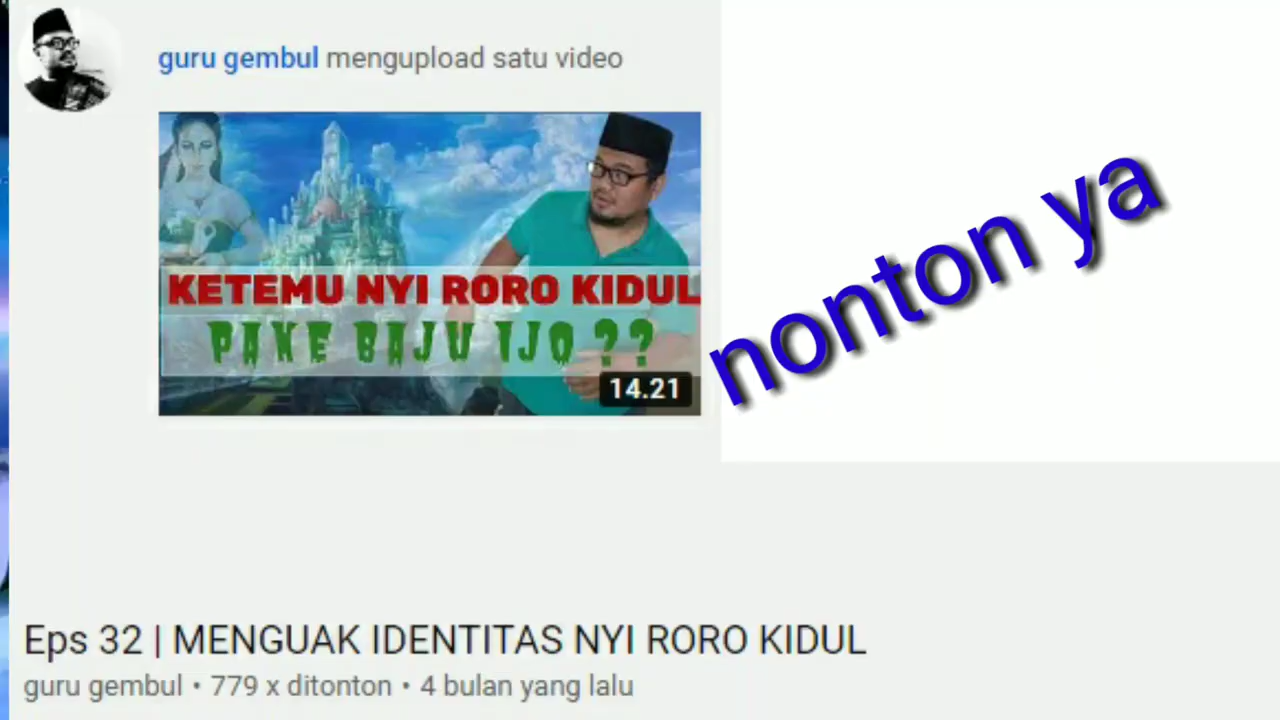 guru gembul mengupload satu video
KETEMU NYI RORO KIDUL
PAKE BAJU IJO ??
14.21
nonton ya
Eps 32 | MENGUAK IDENTITAS NYI RORO KIDUL
guru gembul • 779 x ditonton • 4 bulan yang lalu